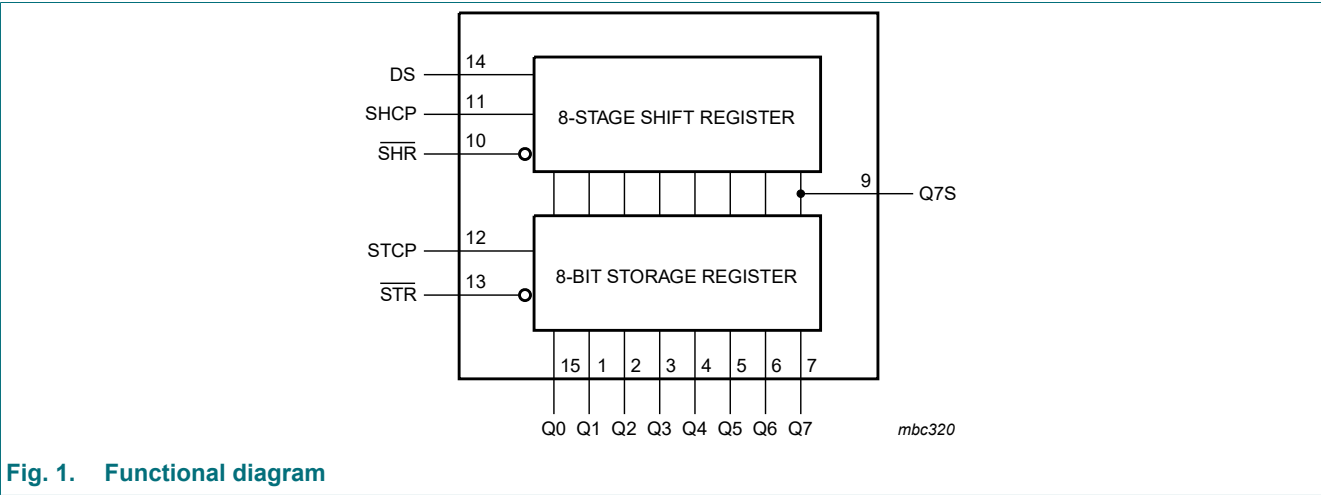 DS 14
SHCP 11
8-STAGE SHIFT REGISTER
S̅H̅R̅ 10
9 Q7S
STCP 12
8-BIT STORAGE REGISTER
S̅T̅R̅ 13
15 1 2 3 4 5 6 7
Q0 Q1 Q2 Q3 Q4 Q5 Q6 Q7
mbc320
Fig. 1. Functional diagram